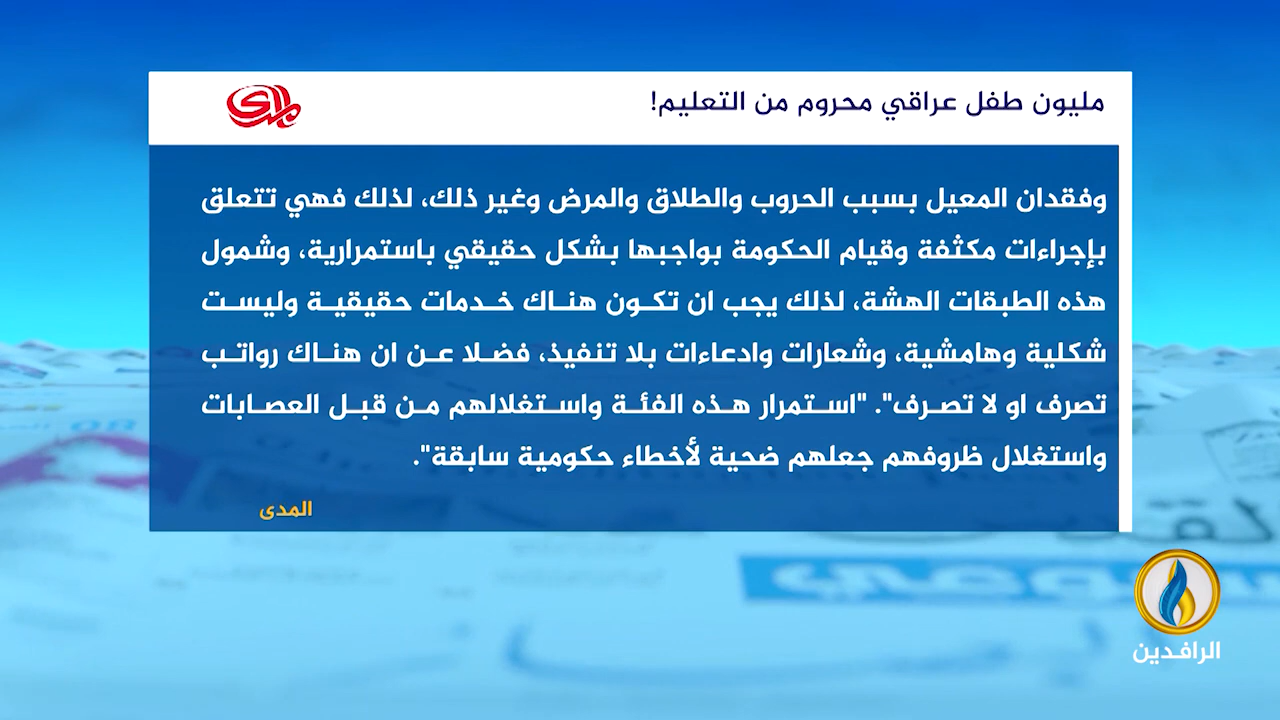 مليون طفل عراقي محروم من التعليم!
المدى
وفقدان المعيل بسبب الحروب والطلاق والمرض وغير ذلك، لذلك فهي تتعلق
بإجراءات مكثفة وقيام الحكومة بواجبها بشكل حقيقي باستمرارية، وشمول
هذه الطبقات الهشة، لذلك يجب ان تكون هناك خدمات حقيقية وليست
شكلية وهامشية، وشعارات وادعاءات بلا تنفيذ، فضلا عن ان هناك رواتب
تصرف او لا تصرف". "استمرار هذه الفئة واستغلالهم من قبل العصابات
واستغلال ظروفهم جعلهم ضحية لأخطاء حكومية سابقة".
المدى
الرافدين